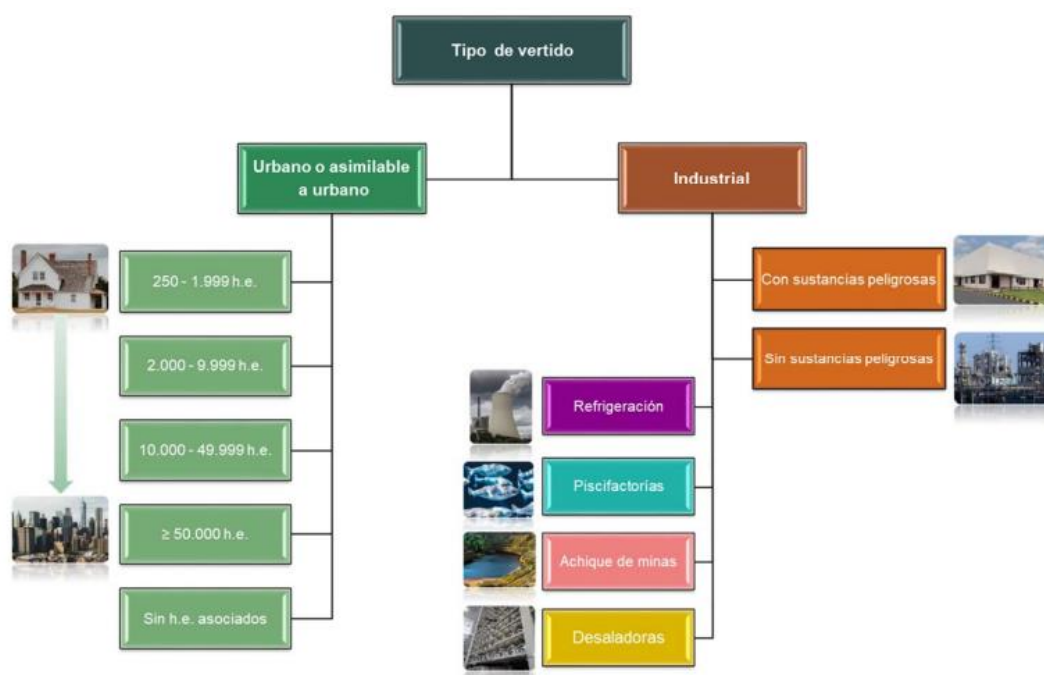 Tipo de vertido
Urbano o asimilable
a urbano
250 - 1.999 h.e.
2.000 - 9.999 h.e.
10.000 - 49.999 h.e.
≥ 50.000 h.e.
Sin h.e. asociados
Industrial
Con sustancias peligrosas
Sin sustancias peligrosas
Refrigeración
Piscifactorías
Achique de minas
Desaladoras